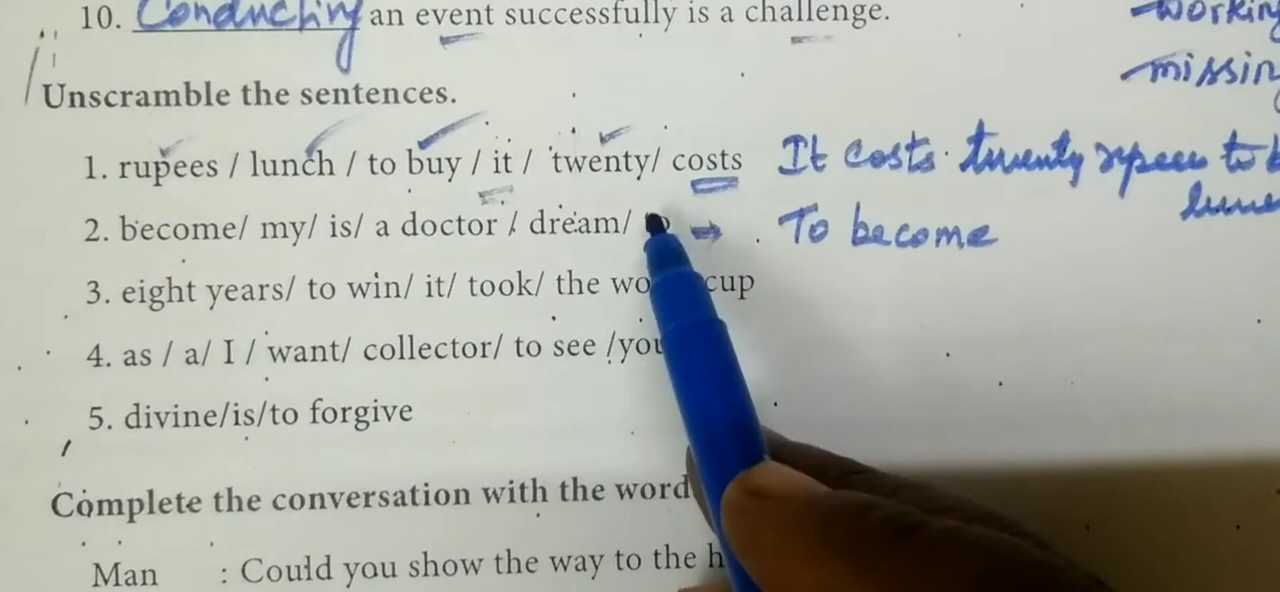 10. Conducting an event successfully is a challenge.
working
missin
Unscramble the sentences.
1. rupees / lunch / to buy / it / twenty/ costs It costs twenty rupees to b
2. become/ my/ is/ a doctor / dream/ → To become
3. eight years/ to win/ it/ took/ the wo cup
4. as / a/ I / want/ collector/ to see /you
5. divine/is/to forgive
Complete the conversation with the word
Man : Could you show the way to the h